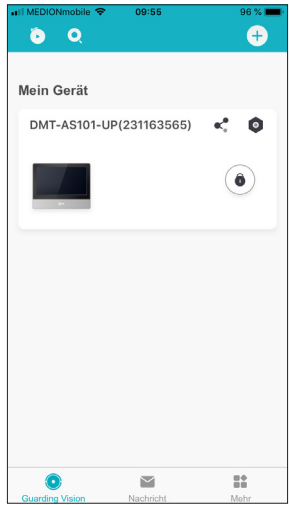 MEDIONmobile 09:55 96 %
Mein Gerät
DMT-AS101-UP(231163565)
Guarding Vision Nachricht Mehr